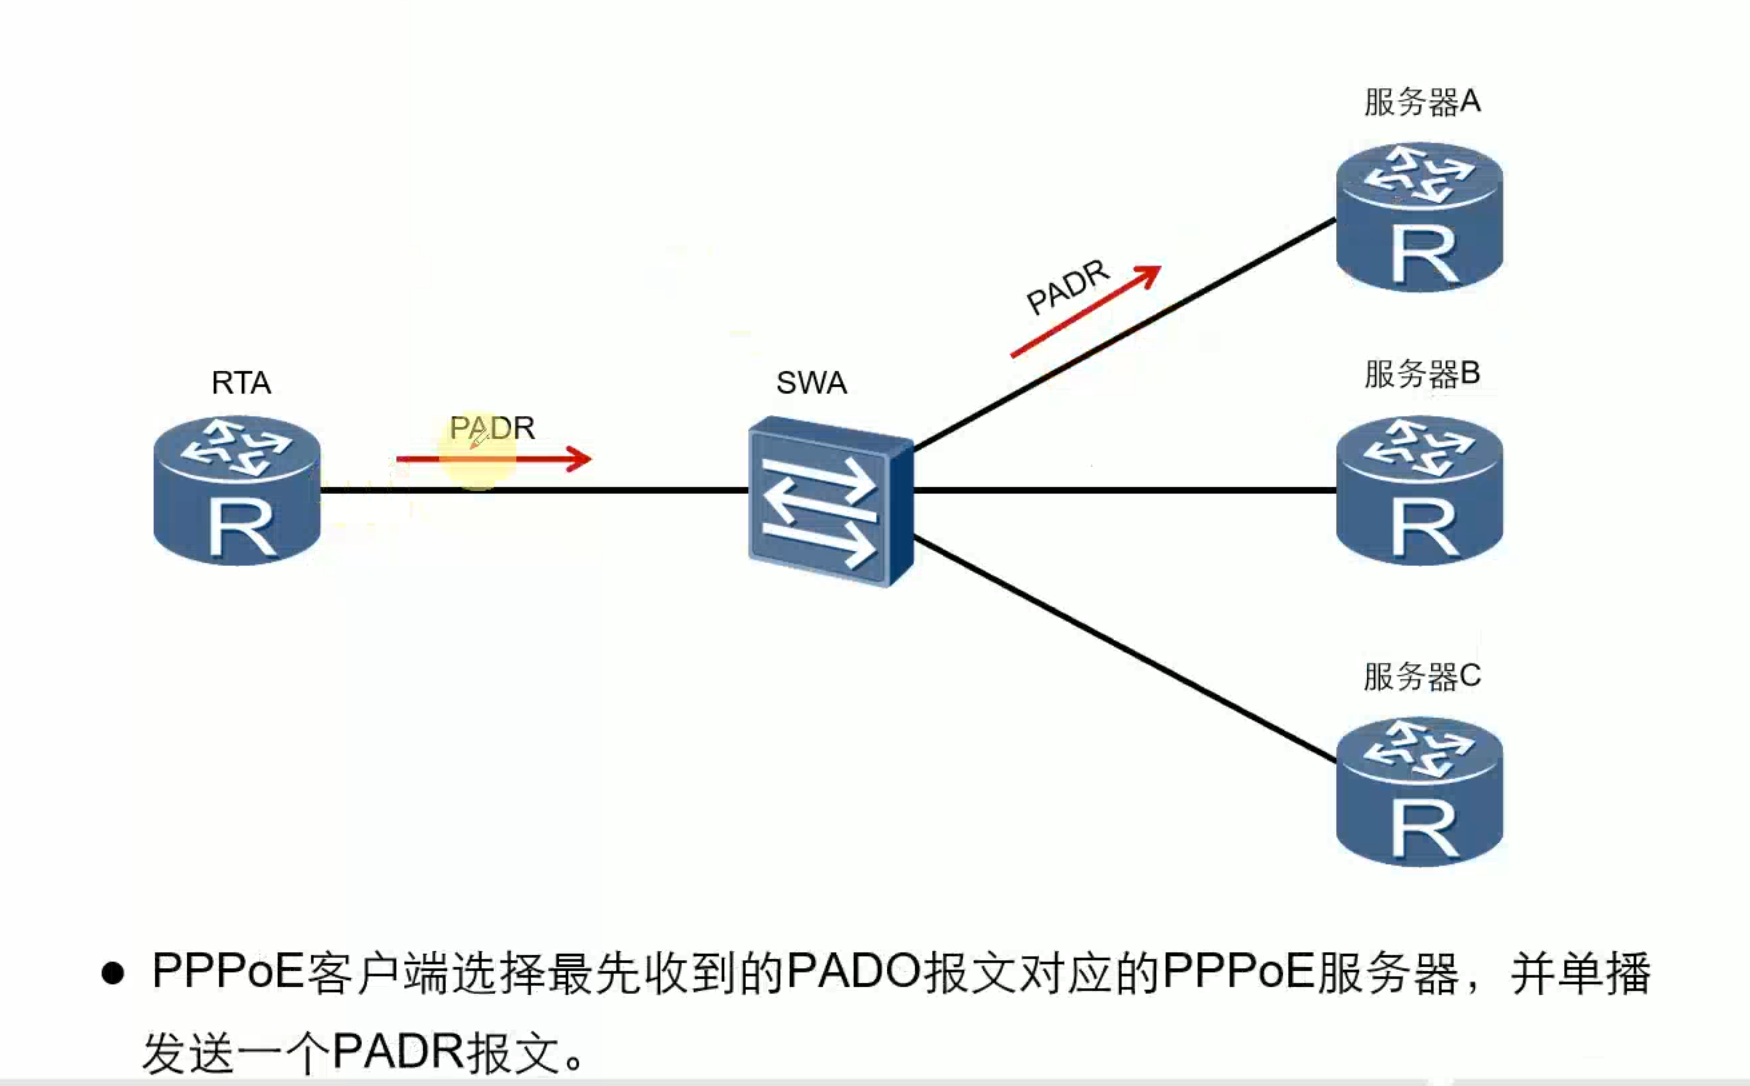 服务器A
PADR
服务器B
RTA
SWA
PADR
服务器C
R
R
R
R
● PPPoE客户端选择最先收到的PADO报文对应的PPPoE服务器，并单播
发送一个PADR报文。